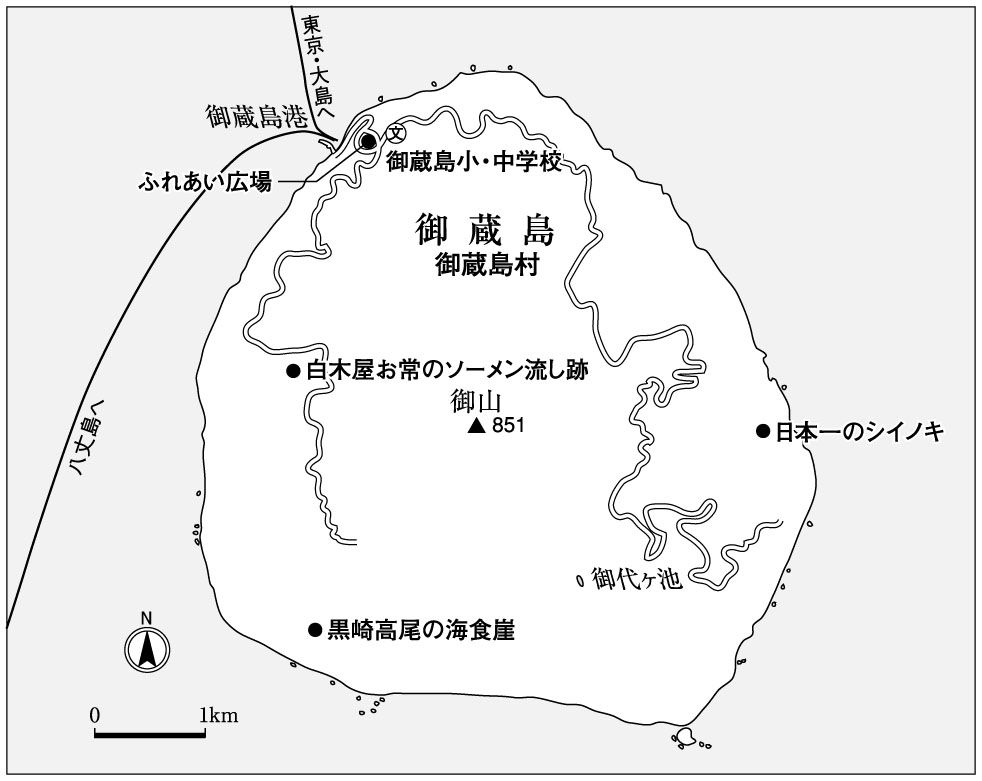 東京・大島へ
御蔵島港
文
御蔵島小・中学校
ふれあい広場
御蔵島
御蔵島村
白木屋お常のソーメン流し跡
御山
851
八丈島へ
日本一のシイノキ
御代ヶ池
黒崎高尾の海食崖
N
0 1km